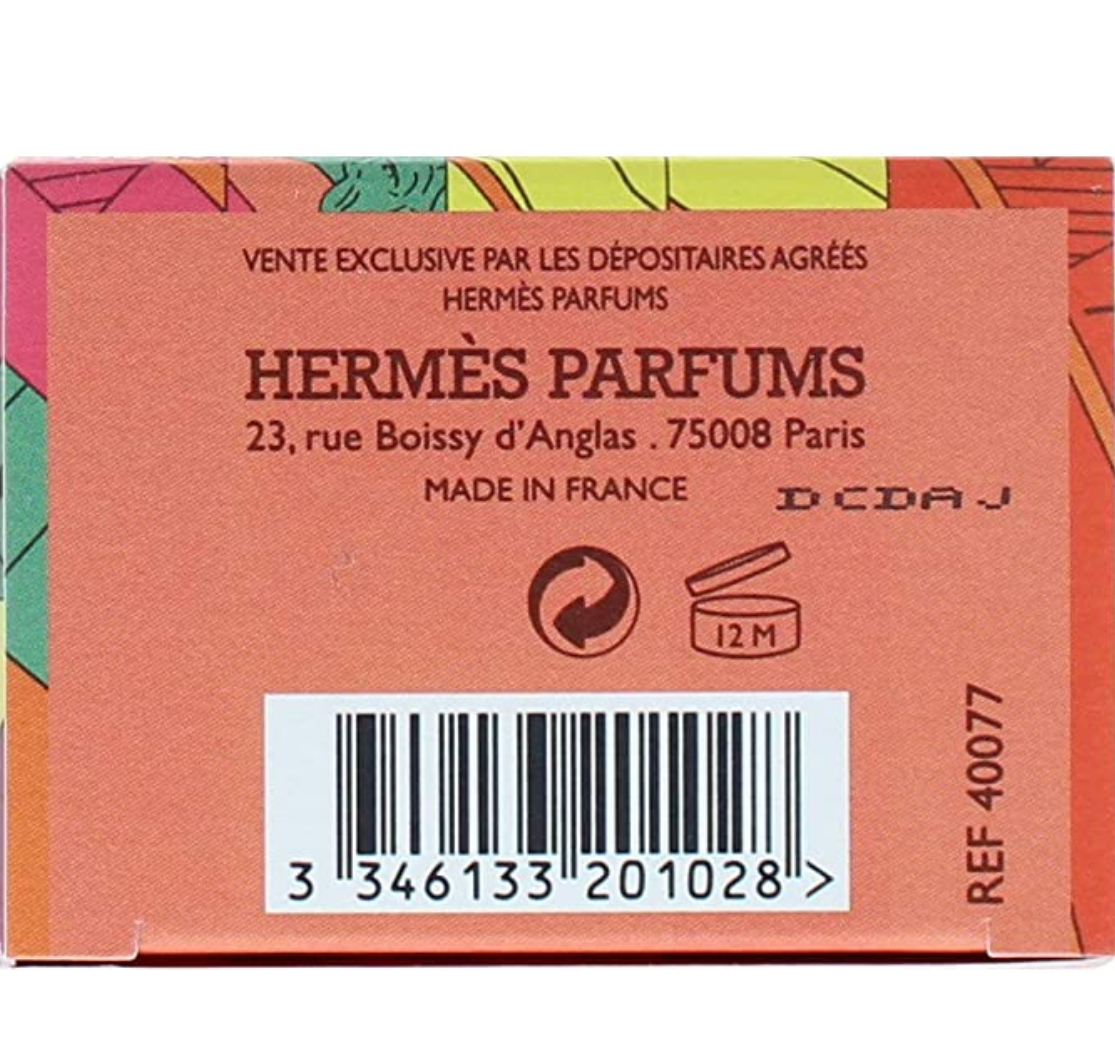 VENTE EXCLUSIVE PAR LES DÉPOSITAIRES AGRÉÉS
HERMÈS PARFUMS
HERMÈS PARFUMS
23, rue Boissy d'Anglas . 75008 Paris
MADE IN FRANCE
DCDAJ
12 M
REF 40077
3 346133 201028 >